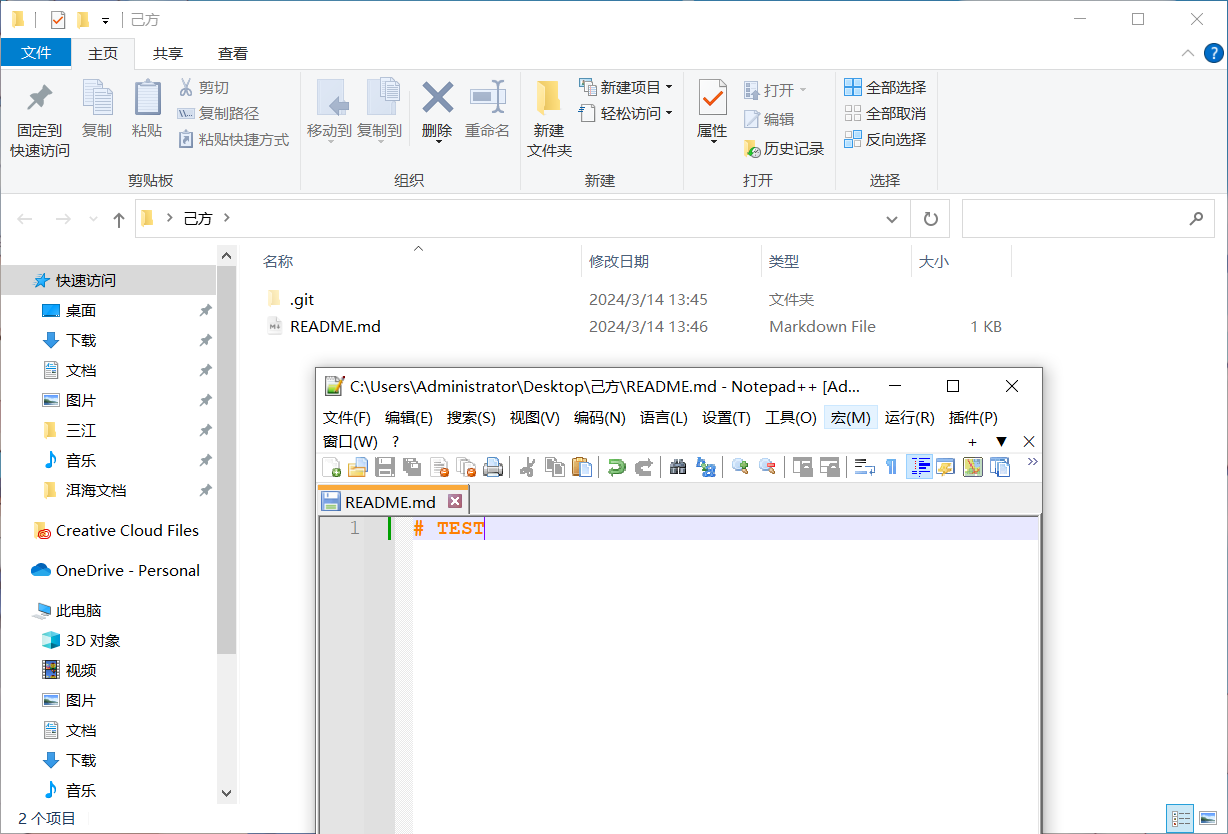 己方
文件 主页 共享 查看
固定到
快速访问
复制
粘贴
剪切
复制路径
粘贴快捷方式
剪贴板
移动到 复制到 删除 重命名
组织
新建
文件夹
新建项目
轻松访问
新建
属性
打开
编辑
历史记录
打开
全部选择
全部取消
反向选择
选择
己方
名称 修改日期 类型 大小
.git 2024/3/14 13:45 文件夹
README.md 2024/3/14 13:46 Markdown File 1 KB
快速访问
桌面
下载
文档
图片
三江
音乐
洱海文档
Creative Cloud Files
OneDrive - Personal
此电脑
3D 对象
视频
图片
文档
下载
音乐
2 个项目
C:\Users\Administrator\Desktop\己方\README.md - Notepad++ [Ad...
文件(F) 编辑(E) 搜索(S) 视图(V) 编码(N) 语言(L) 设置(T) 工具(O) 宏(M) 运行(R) 插件(P)
窗口(W) ?
README.md
1 # TEST